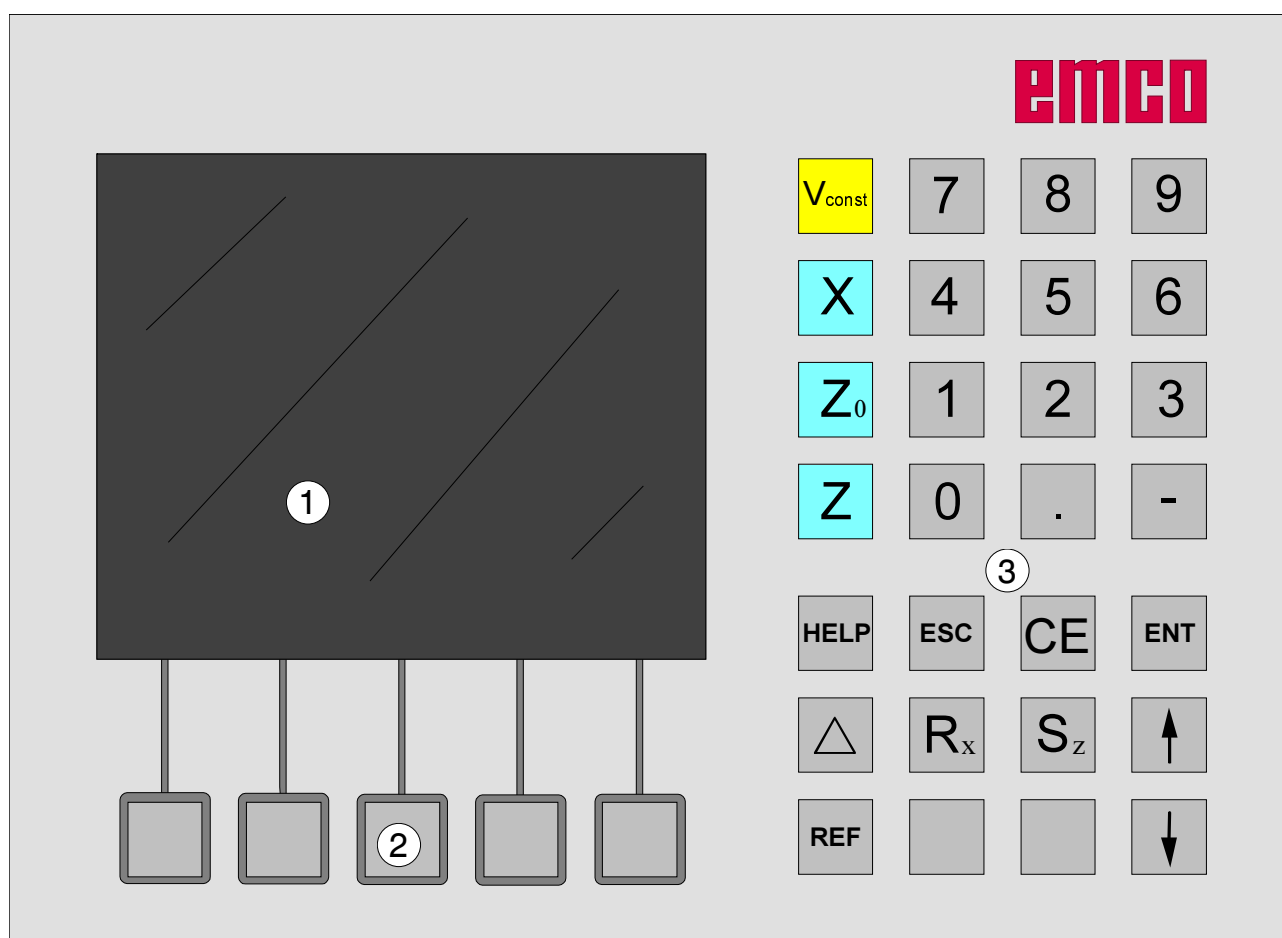 emco
Vconst 7 8 9
X 4 5 6
Z0 1 2 3
Z 0 . -
1
3
HELP ESC CE ENT
△ Rx Sz ↑
REF ↓
2